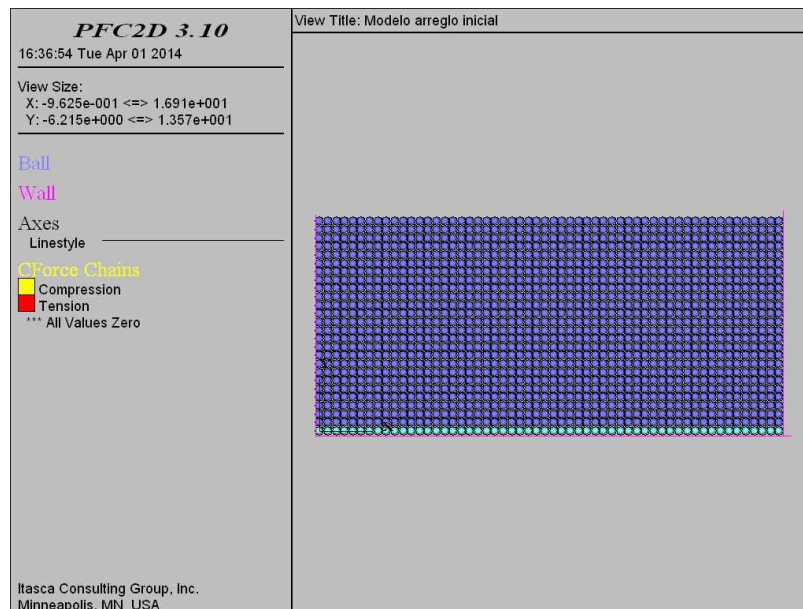 PFC2D 3.10
16:36:54 Tue Apr 01 2014
View Size:
X: -9.625e-001 <=> 1.691e+001
Y: -6.215e+000 <=> 1.357e+001
Ball
Wall
Axes
Linestyle
CForce Chains
Compression
Tension
*** All Values Zero
Itasca Consulting Group, Inc.
Minneapolis, MN USA
View Title: Modelo arreglo inicial